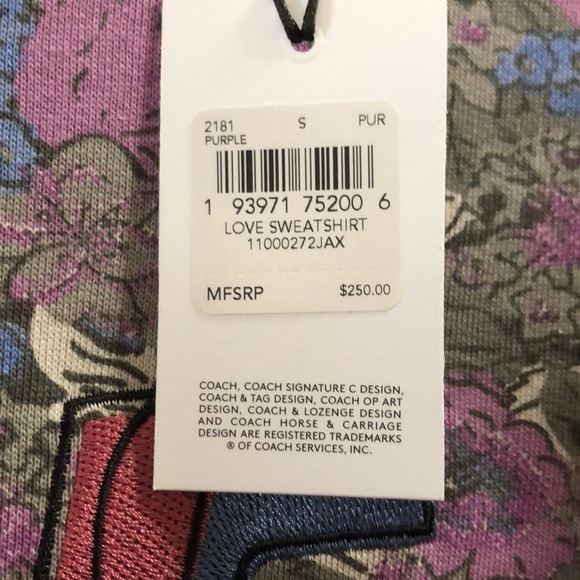 2181 S PUR
PURPLE
1 93971 75200 6
LOVE SWEATSHIRT
11000272JAX
MFSRP $250.00
COACH, COACH SIGNATURE C DESIGN,
COACH & TAG DESIGN, COACH OP ART
DESIGN, COACH & LOZENGE DESIGN
AND COACH HORSE & CARRIAGE
DESIGN ARE REGISTERED TRADEMARKS
® OF COACH SERVICES, INC.